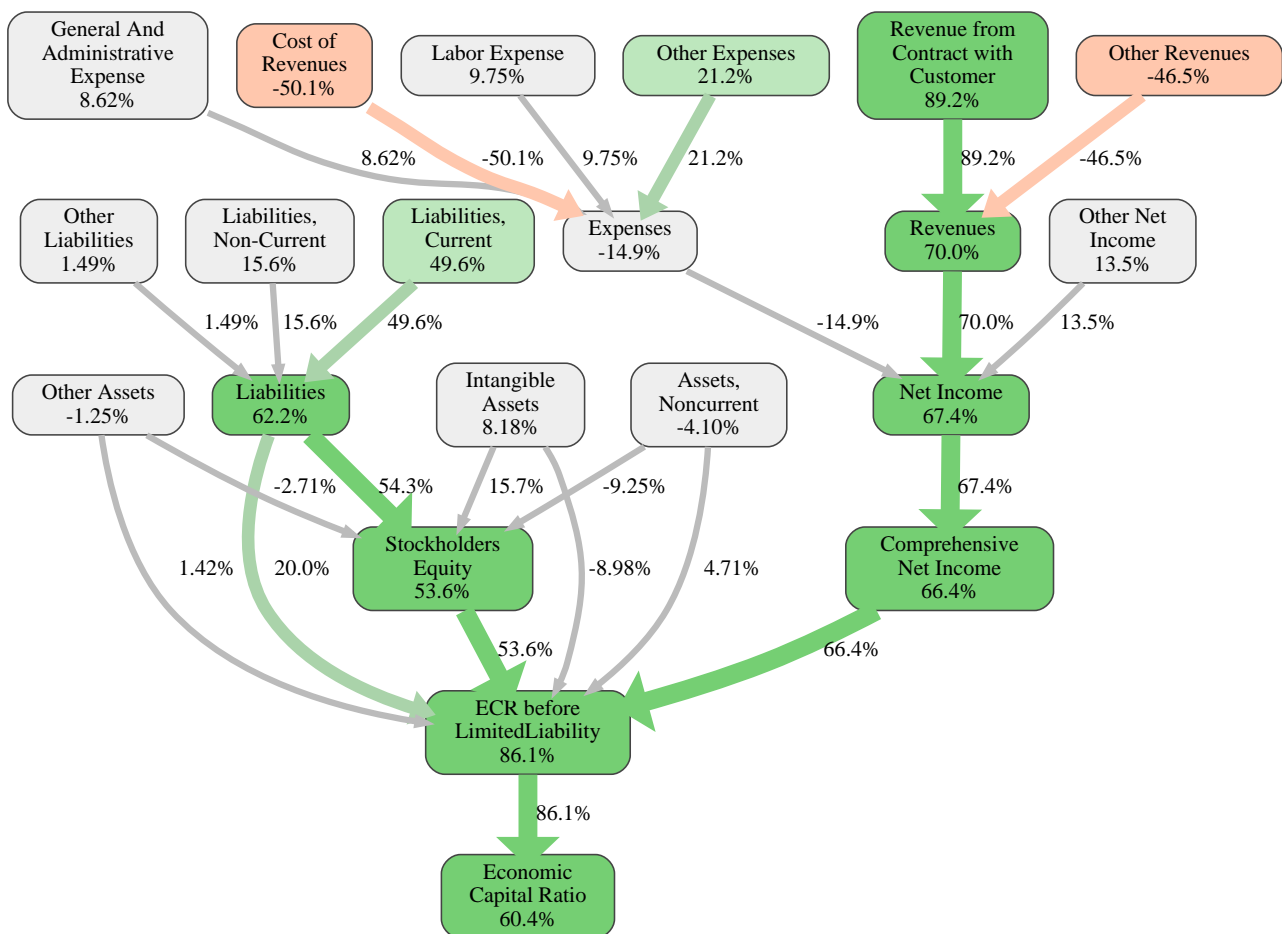 General And
Administrative
Expense
8.62%
Cost of
Revenues
-50.1%
Labor Expense
9.75%
Other Expenses
21.2%
Revenue from
Contract with
Customer
89.2%
Other Revenues
-46.5%
8.62%
-50.1%
9.75%
21.2%
89.2%
-46.5%
Other
Liabilities
1.49%
Liabilities,
Non-Current
15.6%
Liabilities,
Current
49.6%
Expenses
-14.9%
Revenues
70.0%
Other Net
Income
13.5%
1.49%
15.6%
49.6%
-14.9%
70.0%
13.5%
Other Assets
-1.25%
Liabilities
62.2%
Intangible
Assets
8.18%
Assets,
Noncurrent
-4.10%
Net Income
67.4%
-2.71%
54.3%
15.7%
-9.25%
67.4%
Stockholders
Equity
53.6%
Comprehensive
Net Income
66.4%
1.42%
20.0%
-8.98%
4.71%
53.6%
66.4%
ECR before
LimitedLiability
86.1%
86.1%
Economic
Capital Ratio
60.4%